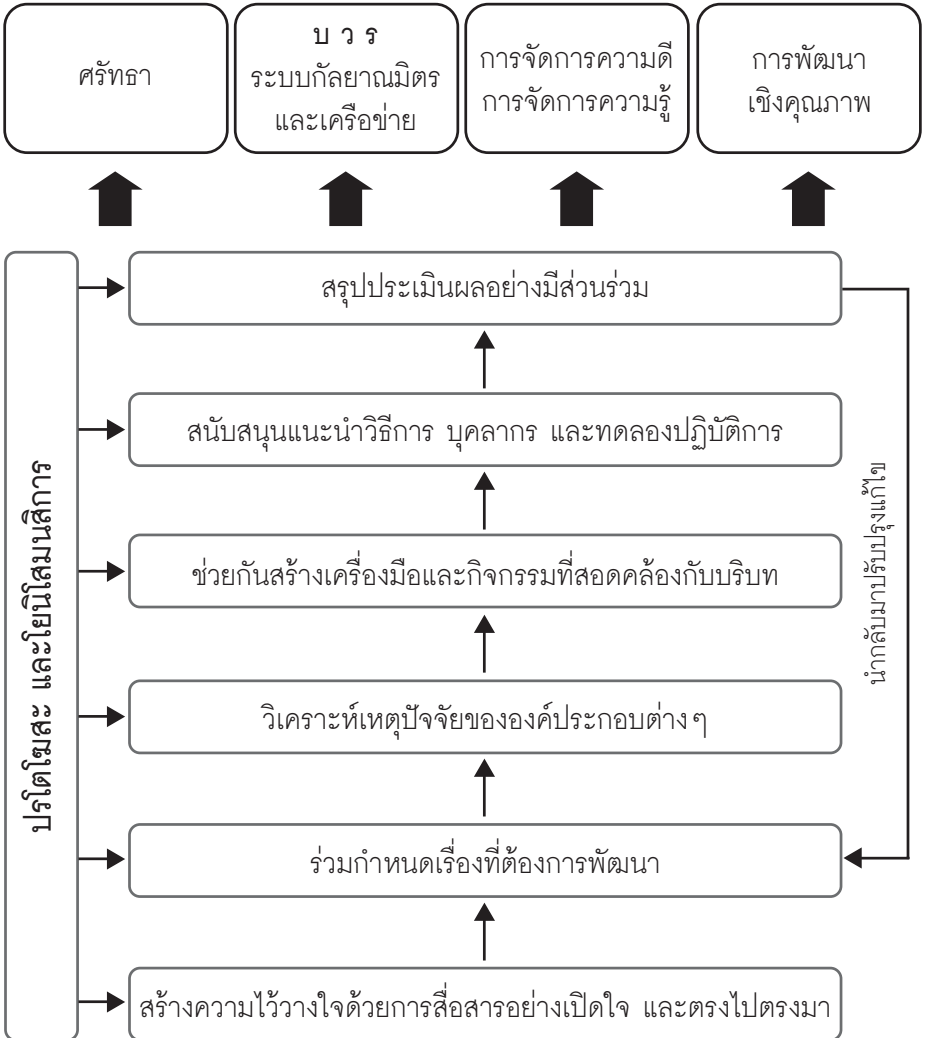 ศรัทธา
บ ว ร
ระบบกัลยาณมิตร
และเครือข่าย
การจัดการความดี
การจัดการความรู้
การพัฒนา
เชิงคุณภาพ
ปรโตโฆสะ และโยนิโสมนสิการ
สรุปประเมินผลอย่างมีส่วนร่วม
สนับสนุนแนะนำวิธีการ บุคลากร และทดลองปฏิบัติการ
ช่วยกันสร้างเครื่องมือและกิจกรรมที่สอดคล้องกับบริบท
วิเคราะห์เหตุปัจจัยขององค์ประกอบต่างๆ
ร่วมกำหนดเรื่องที่ต้องการพัฒนา
สร้างความไว้วางใจด้วยการสื่อสารอย่างเปิดใจ และตรงไปตรงมา
นำกลับมาปรับปรุงแก้ไข